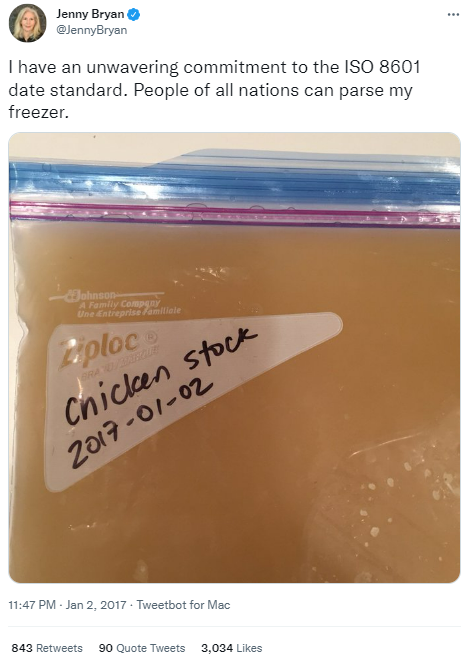 Jenny Bryan
@JennyBryan
I have an unwavering commitment to the ISO 8601
date standard. People of all nations can parse my
freezer.
Johnson
A Family Company
Une Entreprise Familiale
Ziploc ®
Chicken stock
2017-01-02
11:47 PM · Jan 2, 2017 · Tweetbot for Mac
843 Retweets 90 Quote Tweets 3,034 Likes